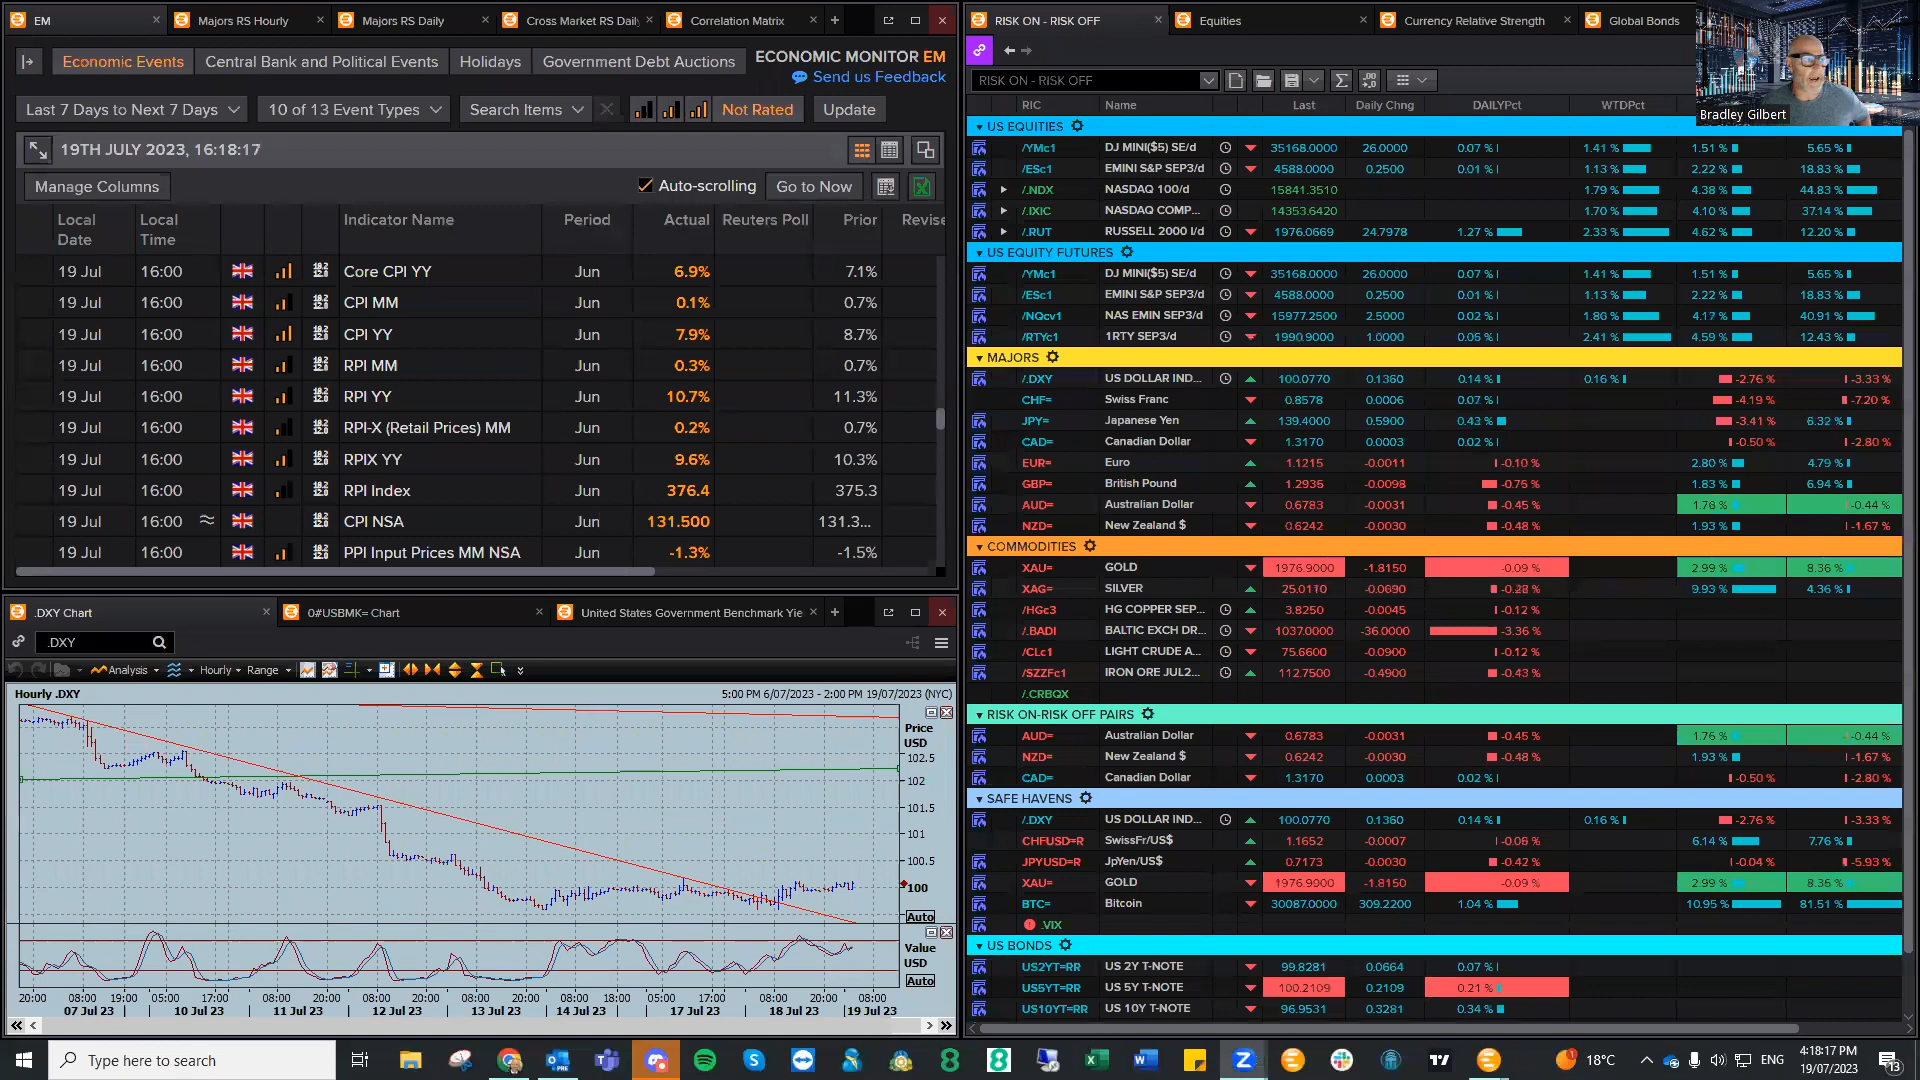 EM
Majors RS Hourly
Majors RS Daily
Cross Market RS Daily
Correlation Matrix
Economic Events
Central Bank and Political Events
Holidays
Government Debt Auctions
ECONOMIC MONITOR EM
Send us Feedback
Last 7 Days to Next 7 Days
10 of 13 Event Types
Search Items
Not Rated
Update
19TH JULY 2023, 16:18:17
Manage Columns
Auto-scrolling
Go to Now
Local Date Local Time Indicator Name Period Actual Reuters Poll Prior Revise
19 Jul 16:00 Core CPI YY Jun 6.9% 7.1%
19 Jul 16:00 CPI MM Jun 0.1% 0.7%
19 Jul 16:00 CPI YY Jun 7.9% 8.7%
19 Jul 16:00 RPI MM Jun 0.3% 0.7%
19 Jul 16:00 RPI YY Jun 10.7% 11.3%
19 Jul 16:00 RPI-X (Retail Prices) MM Jun 0.2% 0.7%
19 Jul 16:00 RPIX YY Jun 9.6% 10.3%
19 Jul 16:00 RPI Index Jun 376.4 375.3
19 Jul 16:00 CPI NSA Jun 131.500 131.3...
19 Jul 16:00 PPI Input Prices MM NSA Jun -1.3% -1.5%
.DXY Chart
0#USBMK= Chart
United States Government Benchmark Yie
.DXY
Analysis
Hourly
Range
Hourly .DXY
5:00 PM 6/07/2023 - 2:00 PM 19/07/2023 (NYC)
Price
USD
102.5
102
101.5
101
100.5
100
Auto
Value
USD
Auto
20:00 08:00 19:00 05:00 17:00 08:00 20:00 08:00 20:00 08:00 20:00 08:00 18:00 05:00 17:00 08:00 20:00 08:00
07 Jul 23 10 Jul 23 11 Jul 23 12 Jul 23 13 Jul 23 14 Jul 23 17 Jul 23 18 Jul 23 19 Jul 23
RISK ON - RISK OFF
Equities
Currency Relative Strength
Global Bonds
Bradley Gilbert
RISK ON - RISK OFF
RIC Name Last Daily Chng DAILYPct WTDPct
US EQUITIES
/YMc1 DJ MINI($5) SE/d 35168.0000 26.0000 0.07 % 1.41 % 1.51 % 5.65 %
/ESc1 EMINI S&P SEP3/d 4588.0000 0.2500 0.01 % 1.13 % 2.22 % 18.83 %
/.NDX NASDAQ 100/d 15841.3510 1.79 % 4.38 % 44.83 %
/.IXIC NASDAQ COMP... 14353.6420 1.70 % 4.10 % 37.14 %
/.RUT RUSSELL 2000 I/d 1976.0669 24.7978 1.27 % 2.33 % 4.62 % 12.20 %
US EQUITY FUTURES
/YMc1 DJ MINI($5) SE/d 35168.0000 26.0000 0.07 % 1.41 % 1.51 % 5.65 %
/ESc1 EMINI S&P SEP3/d 4588.0000 0.2500 0.01 % 1.13 % 2.22 % 18.83 %
/NQcv1 NAS EMIN SEP3/d 15977.2500 2.5000 0.02 % 1.80 % 4.17 % 40.91 %
/RTYc1 1RTY SEP3/d 1990.9000 1.0000 0.05 % 2.41 % 4.59 % 12.43 %
MAJORS
/.DXY US DOLLAR IND... 100.0770 0.1360 0.14 % 0.16 % -2.76 % -3.33 %
CHF= Swiss Franc 0.8578 0.0006 0.07 % -4.19 % -7.20 %
JPY= Japanese Yen 139.4000 0.5900 0.43 % -3.41 % 6.32 %
CAD= Canadian Dollar 1.3170 0.0003 0.02 % -0.50 % -2.80 %
EUR= Euro 1.1215 -0.0011 -0.10 % 2.80 % 4.79 %
GBP= British Pound 1.2935 -0.0098 -0.75 % 1.83 % 6.94 %
AUD= Australian Dollar 0.6783 -0.0031 -0.45 % 1.76 % -0.44 %
NZD= New Zealand $ 0.6242 -0.0030 -0.48 % 1.93 % -1.67 %
COMMODITIES
XAU= GOLD 1976.9000 -1.8150 -0.09 % 2.99 % 8.36 %
XAG= SILVER 25.0110 -0.0690 -0.28 % 9.93 % 4.36 %
/HGc3 HG COPPER SEP... 3.8250 -0.0045 -0.12 %
/.BADI BALTIC EXCH DR... 1037.0000 -36.0000 -3.36 %
/CLc1 LIGHT CRUDE A... 75.6600 -0.0900 -0.12 %
/SZZFc1 IRON ORE JUL2... 112.7500 -0.4900 -0.43 %
/.CRBQX
RISK ON-RISK OFF PAIRS
AUD= Australian Dollar 0.6783 -0.0031 -0.45 % 1.76 % -0.44 %
NZD= New Zealand $ 0.6242 -0.0030 -0.48 % 1.93 % -1.67 %
CAD= Canadian Dollar 1.3170 0.0003 0.02 % -0.50 % -2.80 %
SAFE HAVENS
/.DXY US DOLLAR IND... 100.0770 0.1360 0.14 % 0.16 % -2.76 % -3.33 %
CHFUSD=R SwissFr/US$ 1.1652 -0.0007 -0.06 % 6.14 % 7.76 %
JPYUSD=R JpYen/US$ 0.7173 -0.0030 -0.42 % -0.04 % -5.93 %
XAU= GOLD 1976.9000 -1.8150 -0.09 % 2.99 % 8.36 %
BTC= Bitcoin 30087.0000 309.2200 1.04 % 10.95 % 81.51 %
.VIX
US BONDS
US2YT=RR US 2Y T-NOTE 99.8281 0.0664 0.07 %
US5YT=RR US 5Y T-NOTE 100.2109 0.2109 0.21 %
US10YT=RR US 10Y T-NOTE 96.9531 0.3281 0.34 %
Type here to search
18°C
ENG
4:18:17 PM
19/07/2023
13